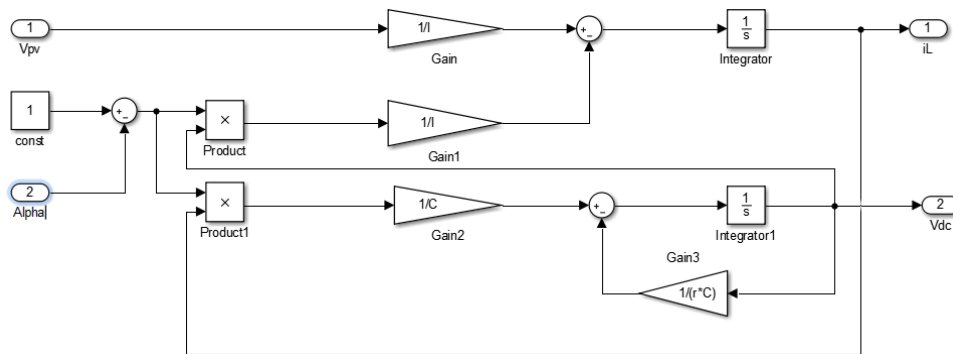 1
Vpv
1/I
Gain
+
−
1
s
Integrator
1
iL
1
const
+
−
×
Product
1/I
Gain1
2
Alpha
×
Product1
1/C
Gain2
+
−
1
s
Integrator1
2
Vdc
Gain3
1/(r*C)